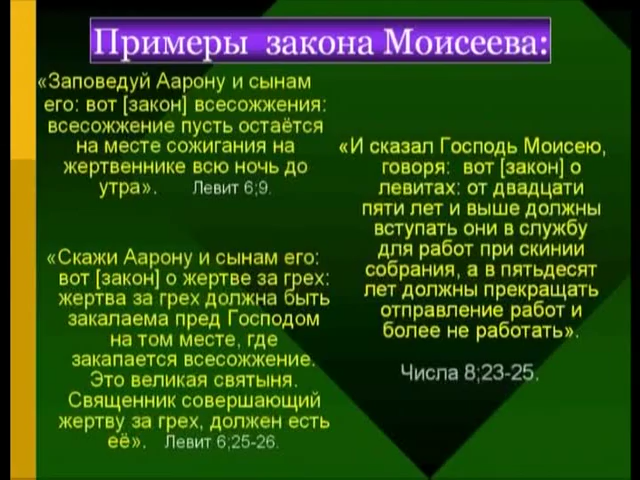 Примеры закона Моисеева:
«Заповедуй Аарону и сынам
его: вот [закон] всесожжения:
всесожжение пусть остаётся
на месте сожигания на
жертвеннике всю ночь до
утра». Левит 6;9.
«Скажи Аарону и сынам его:
вот [закон] о жертве за грех:
жертва за грех должна быть
закалаема пред Господом
на том месте, где
закапается всесожжение.
Это великая святыня.
Священник совершающий
жертву за грех, должен есть
её». Левит 6;25-26.
«И сказал Господь Моисею,
говоря: вот [закон] о
левитах: от двадцати
пяти лет и выше должны
вступать они в службу
для работ при скинии
собрания, а в пятьдесят
лет должны прекращать
отправление работ и
более не работать».
Числа 8;23-25.